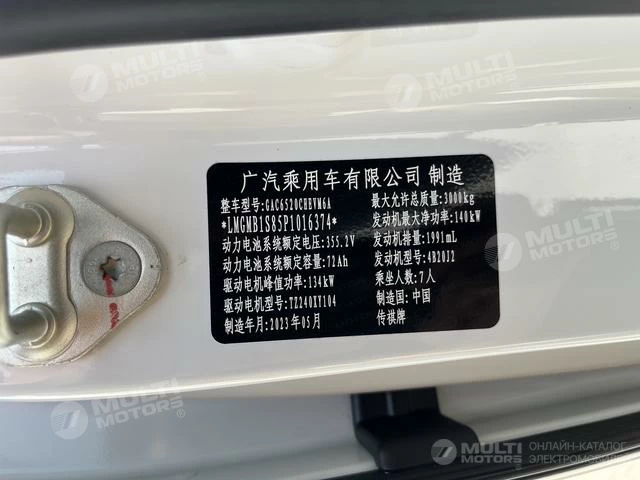 广汽乘用车有限公司 制造
整车型号:GAC6520CHEVM6A
*LMGMB1S85P1016374*
动力电池系统额定电压:355.2V
动力电池系统额定容量:72Ah
驱动电机峰值功率:134kW
驱动电机型号:TZ240XY104
制造年月:2023年05月
最大允许总质量:3000kg
发动机最大净功率:140kW
发动机排量:1991mL
发动机型号:4B20J2
乘坐人数:7人
制造国:中国
传祺牌
MULTI
MOTORS
MULTI
MOTORS
MULTI
MOTORS
MULTI
MOTORS
ОНЛАЙН-КАТАЛОГ